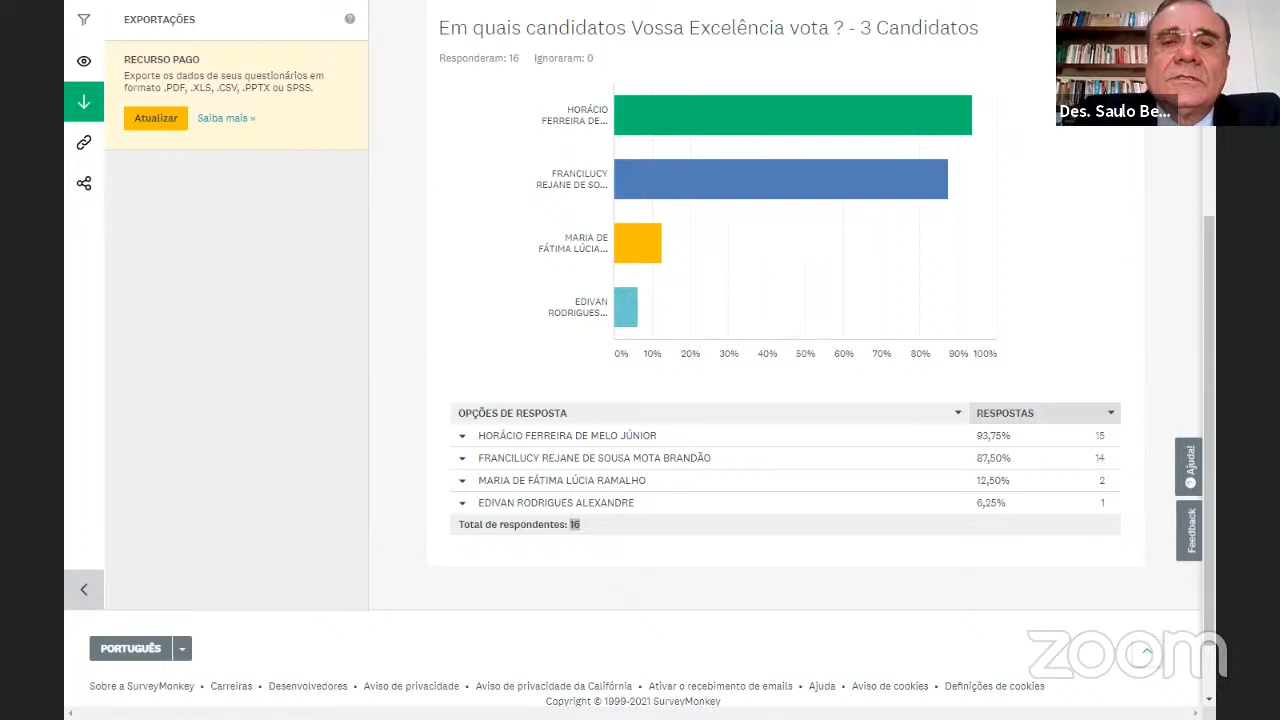 EXPORTAÇÕES
RECURSO PAGO
Exporte os dados de seus questionários em
formato .PDF, .XLS, .CSV, .PPTX ou SPSS.
Atualizar
Saiba mais »
Em quais candidatos Vossa Excelência vota ? - 3 Candidatos
Responderam: 16 Ignoraram: 0
HORÁCIO
FERREIRA DE...
FRANCILUCY
REJANE DE SO...
MARIA DE
FÁTIMA LÚCIA...
EDIVAN
RODRIGUES...
0% 10% 20% 30% 40% 50% 60% 70% 80% 90% 100%
OPÇÕES DE RESPOSTA RESPOSTAS
HORÁCIO FERREIRA DE MELO JÚNIOR 93,75% 15
FRANCILUCY REJANE DE SOUSA MOTA BRANDÃO 87,50% 14
MARIA DE FÁTIMA LÚCIA RAMALHO 12,50% 2
EDIVAN RODRIGUES ALEXANDRE 6,25% 1
Total de respondentes: 16
Des. Saulo Be...
Ajuda!
Feedback
PORTUGUÊS
zoom
Sobre a SurveyMonkey • Carreiras • Desenvolvedores • Aviso de privacidade • Aviso de privacidade da Califórnia • Ativar o recebimento de emails • Ajuda • Aviso de cookies • Definições de cookies
Copyright © 1999-2021 SurveyMonkey